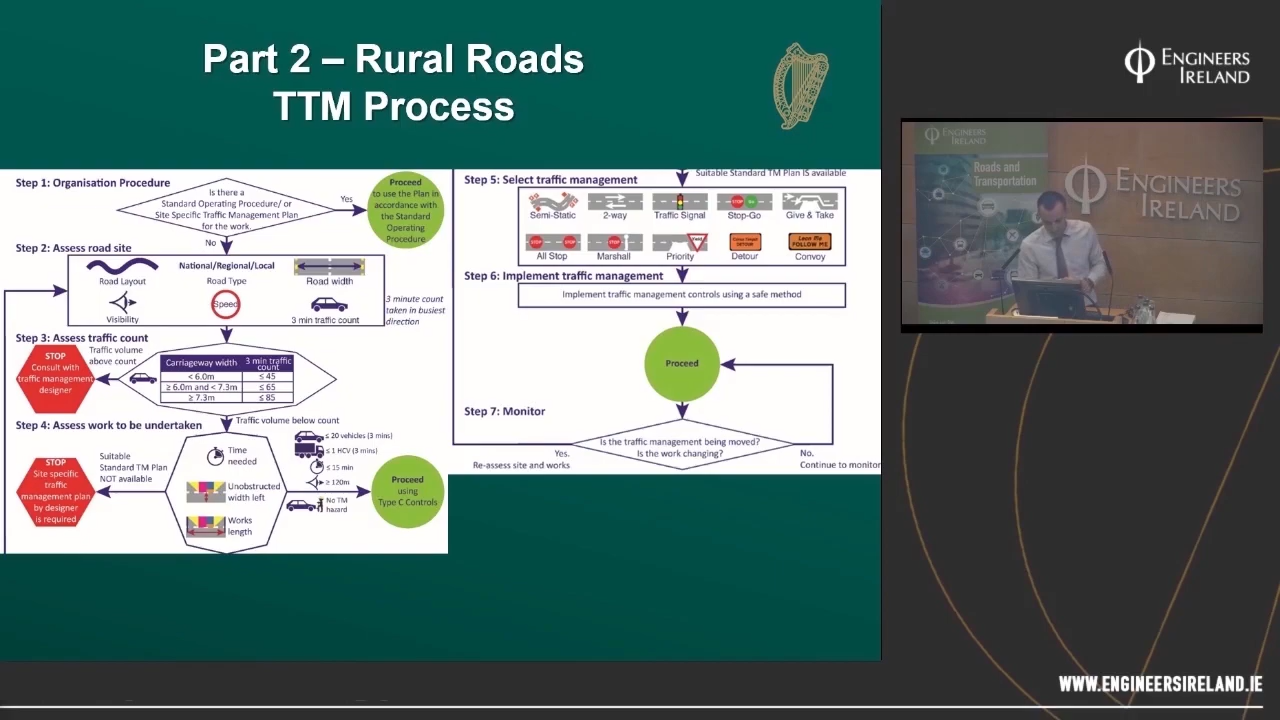 Part 2 – Rural Roads
TTM Process
Step 1: Organisation Procedure
Is there a
Standard Operating Procedure/ or
Site Specific Traffic Management Plan
for the work.
Yes
Proceed
to use the Plan in
accordance with
the Standard
Operating
Procedure
No
Step 2: Assess road site
National/Regional/Local
Road Layout
Road Type
Road width
Speed
Visibility
3 min traffic count
3 minute count
taken in busiest
direction
Step 3: Assess traffic count
Traffic volume
above count
STOP
Consult with
traffic management
designer
Carriageway width 3 min traffic count
< 6.0m ≤ 45
≥ 6.0m and < 7.3m ≤ 65
≥ 7.3m ≤ 85
Traffic volume below count
Step 4: Assess work to be undertaken
Suitable
Standard TM Plan
NOT available
STOP
Site specific
traffic
management plan
by designer
is required
Time
needed
Unobstructed
width left
Works
length
≤ 20 vehicles (3 mins)
≤ 1 HCV (3 mins)
≤ 15 min
≥ 120m
No TM
hazard
Proceed
using
Type C Controls
Suitable Standard TM Plan IS available
Step 5: Select traffic management
STOP
GO
Semi-Static
2-way
Traffic Signal
Stop-Go
Give & Take
STOP
STOP
STOP
DETOUR
FOLLOW ME
All Stop
Marshall
Priority
Detour
Convoy
Step 6: Implement traffic management
Implement traffic management controls using a safe method
Proceed
Step 7: Monitor
Is the traffic management being moved?
Is the work changing?
Yes.
Re-assess site and works
No.
Continue to monitor
ENGINEERS
IRELAND
ENGINEERS
IRELAND
Roads and
Transportation
ENGINEERS
IRELAND
WWW.ENGINEERSIRELAND.IE